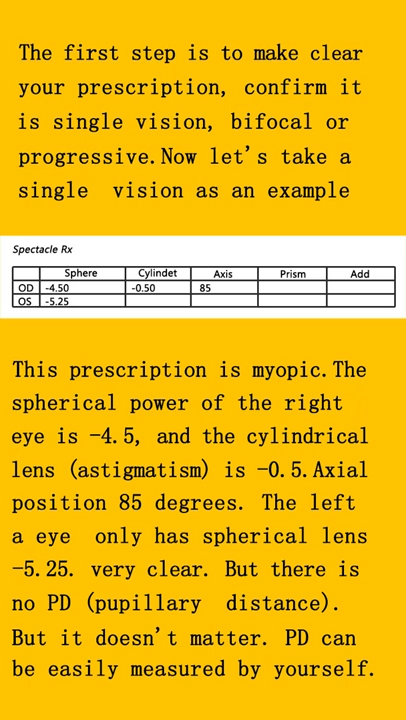 The first step is to make clear
your prescription, confirm it
is single vision, bifocal or
progressive.Now let's take a
single vision as an example
Spectacle Rx
Sphere Cylindet Axis Prism Add
OD -4.50 -0.50 85
OS -5.25
This prescription is myopic.The
spherical power of the right
eye is -4.5, and the cylindrical
lens (astigmatism) is -0.5.Axial
position 85 degrees. The left
a eye only has spherical lens
-5.25. very clear. But there is
no PD (pupillary distance).
But it doesn't matter. PD can
be easily measured by yourself.